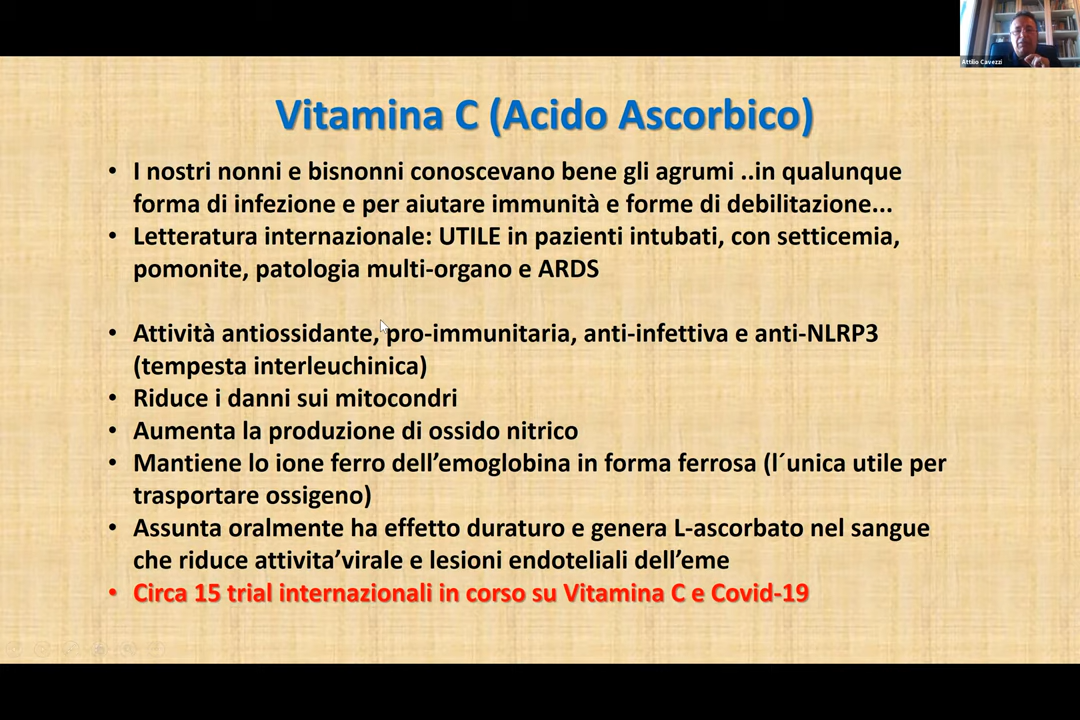 Attilio Cavezzi
Vitamina C (Acido Ascorbico)
• I nostri nonni e bisnonni conoscevano bene gli agrumi ..in qualunque
forma di infezione e per aiutare immunità e forme di debilitazione...
• Letteratura internazionale: UTILE in pazienti intubati, con setticemia,
pomonite, patologia multi-organo e ARDS
• Attività antiossidante, pro-immunitaria, anti-infettiva e anti-NLRP3
(tempesta interleuchinica)
• Riduce i danni sui mitocondri
• Aumenta la produzione di ossido nitrico
• Mantiene lo ione ferro dell’emoglobina in forma ferrosa (l´unica utile per
trasportare ossigeno)
• Assunta oralmente ha effetto duraturo e genera L-ascorbato nel sangue
che riduce attivita’virale e lesioni endoteliali dell’eme
• Circa 15 trial internazionali in corso su Vitamina C e Covid-19